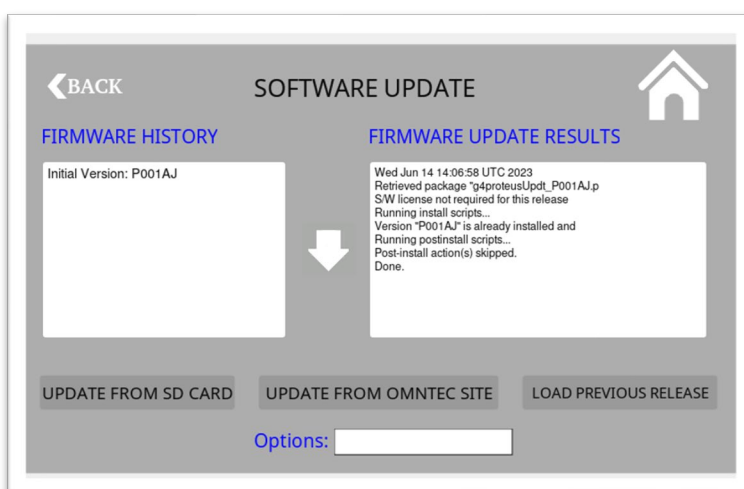 BACK
SOFTWARE UPDATE
FIRMWARE HISTORY
FIRMWARE UPDATE RESULTS
Initial Version: P001AJ
Wed Jun 14 14:06:58 UTC 2023
Retrieved package "g4proteusUpdt_P001AJ.p
S/W license not required for this release
Running install scripts...
Version "P001AJ" is already installed and
Running postinstall scripts...
Post-install action(s) skipped.
Done.
UPDATE FROM SD CARD
UPDATE FROM OMNTEC SITE
LOAD PREVIOUS RELEASE
Options: